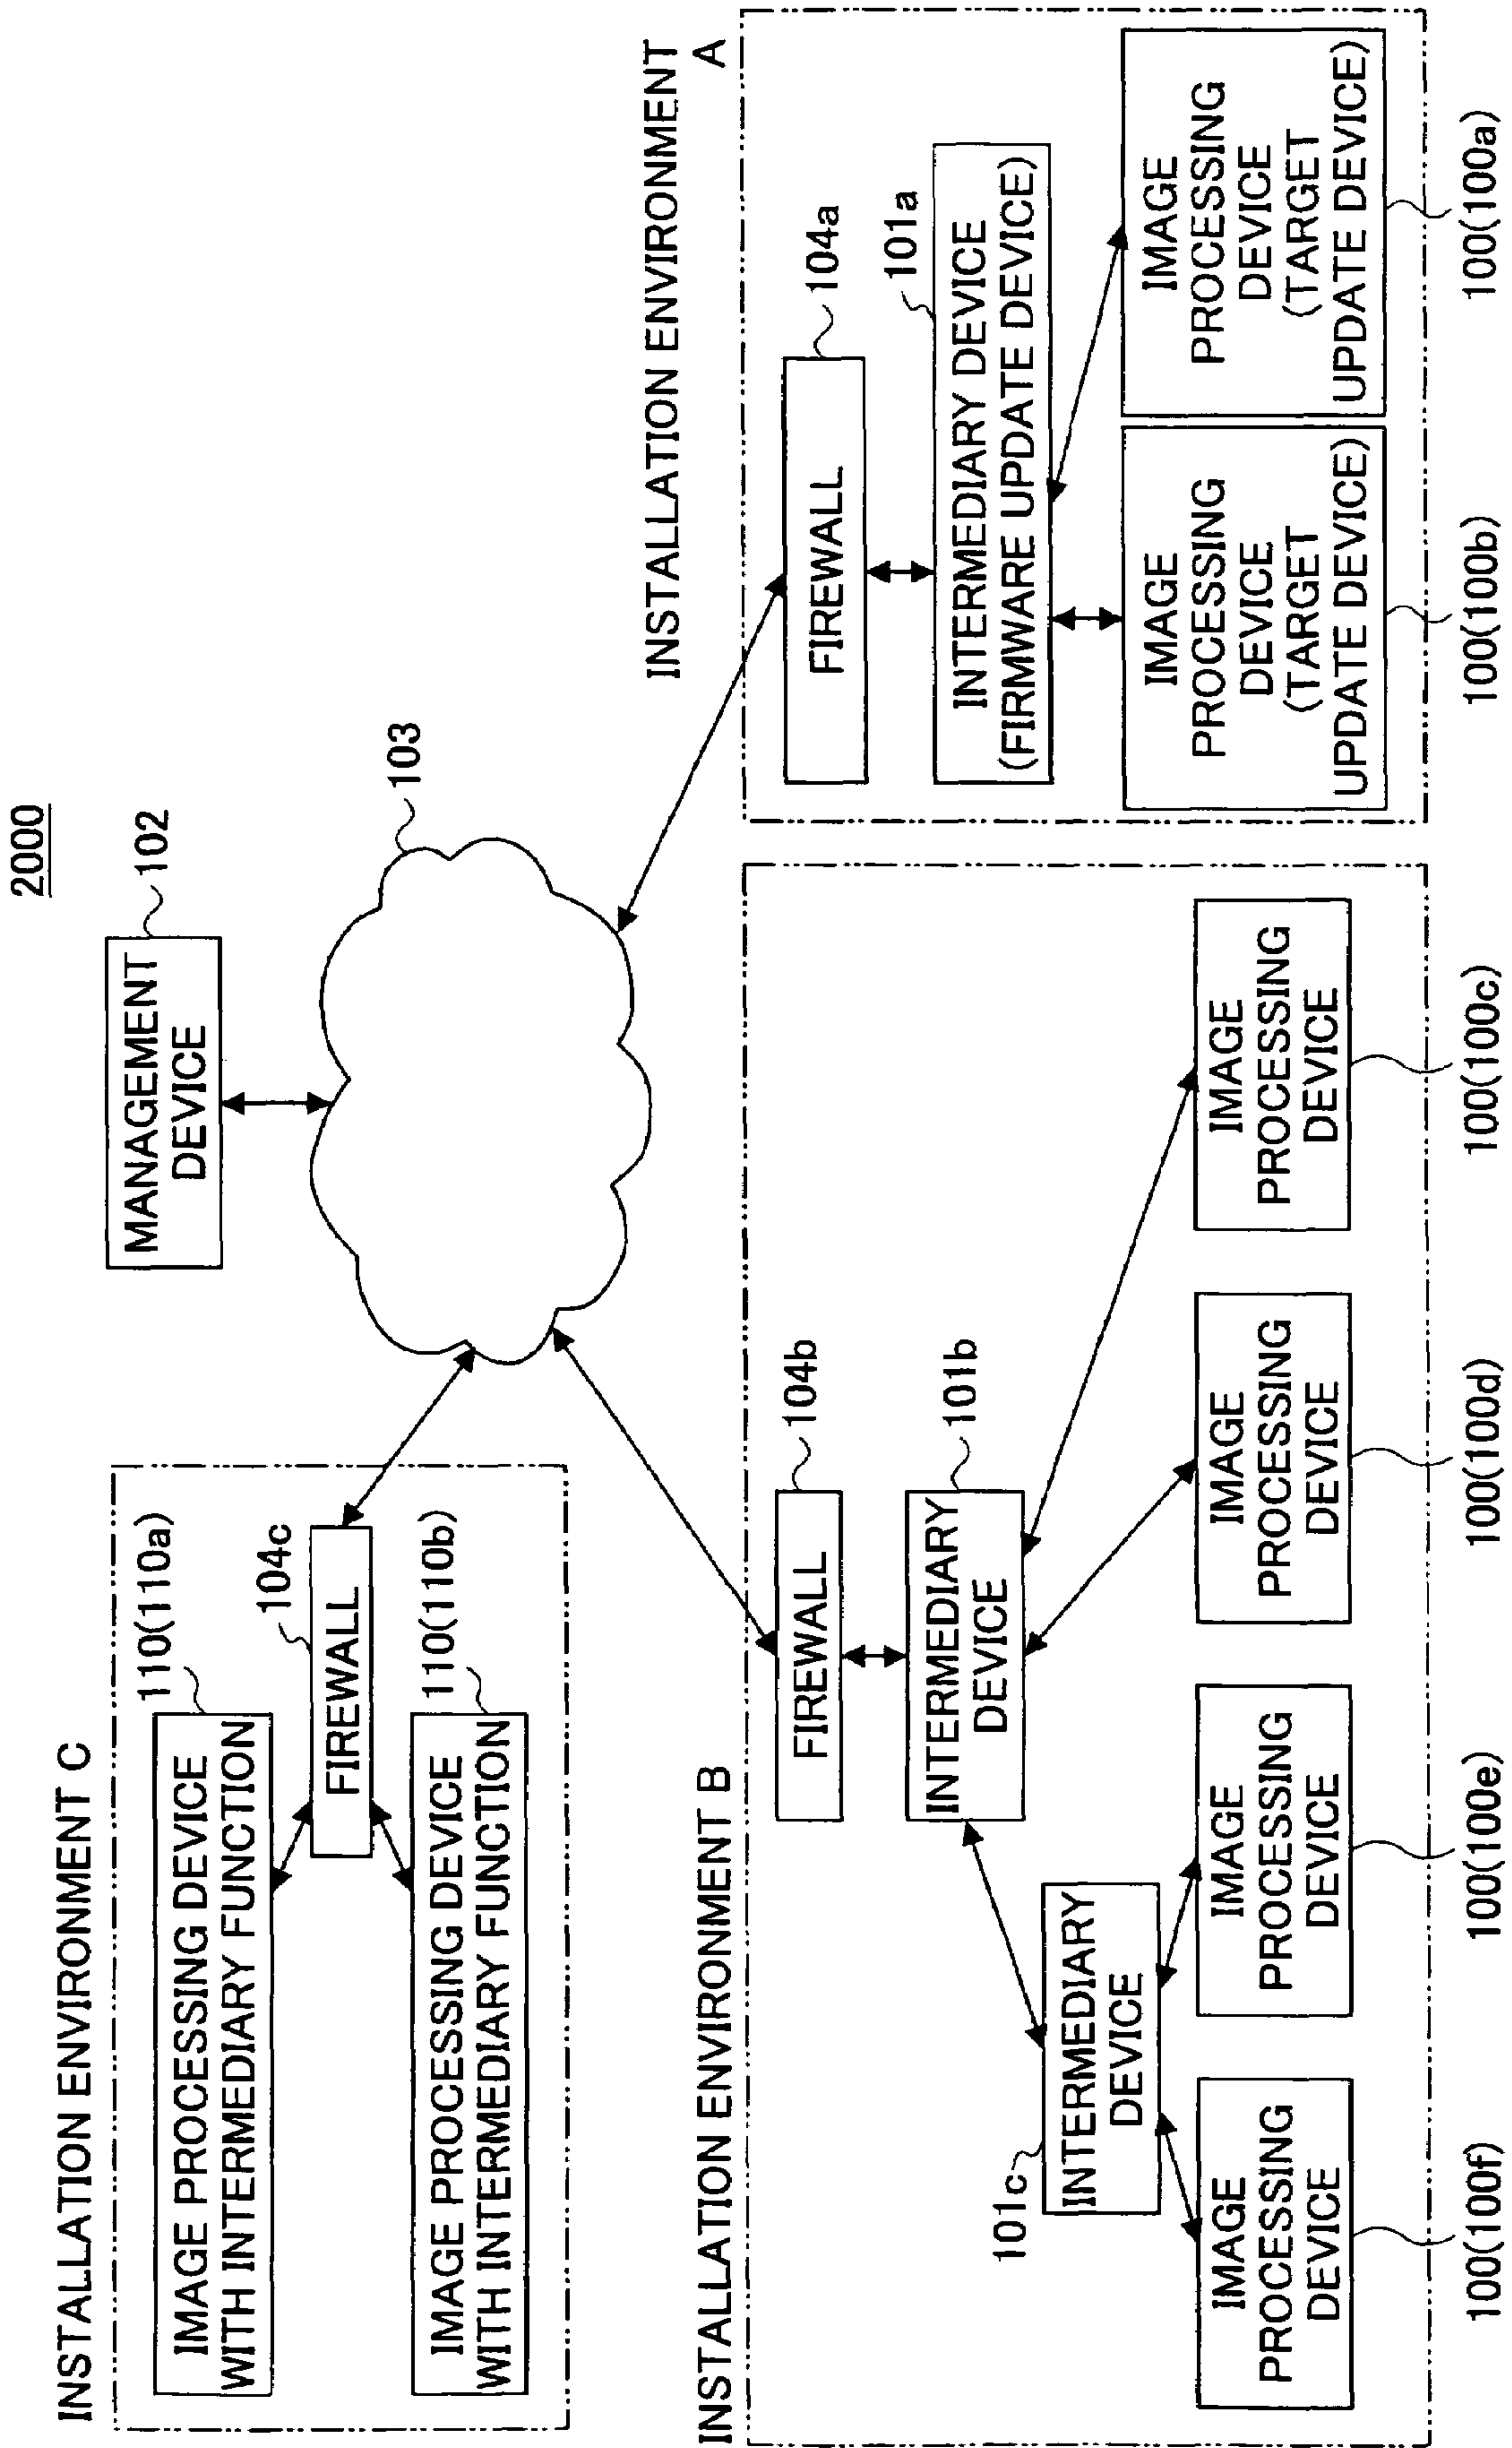 2000
MANAGEMENT
DEVICE
102
103
INSTALLATION ENVIRONMENT C
IMAGE PROCESSING DEVICE
WITH INTERMEDIARY FUNCTION
110(110a)
FIREWALL
104c
IMAGE PROCESSING DEVICE
WITH INTERMEDIARY FUNCTION
110(110b)
INSTALLATION ENVIRONMENT B
FIREWALL
104b
INTERMEDIARY
DEVICE
101b
101c
INTERMEDIARY
DEVICE
IMAGE
PROCESSING
DEVICE
100(100f)
IMAGE
PROCESSING
DEVICE
100(100e)
IMAGE
PROCESSING
DEVICE
100(100d)
IMAGE
PROCESSING
DEVICE
100(100c)
INSTALLATION ENVIRONMENT
A
FIREWALL
104a
INTERMEDIARY DEVICE
(FIRMWARE UPDATE DEVICE)
101a
IMAGE
PROCESSING
DEVICE
(TARGET
UPDATE DEVICE)
100(100b)
IMAGE
PROCESSING
DEVICE
(TARGET
UPDATE DEVICE)
100(100a)